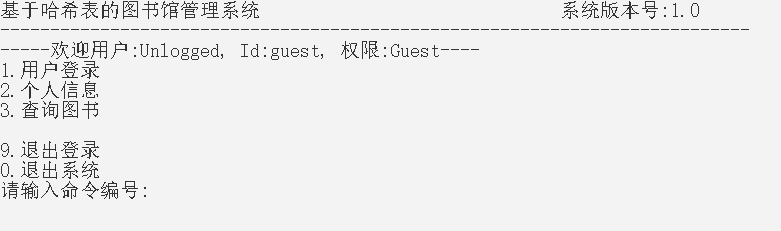 基于哈希表的图书馆管理系统 系统版本号:1.0
---------------------------------------------------------------------------
-----欢迎用户:Unlogged, Id:guest, 权限:Guest----
1.用户登录
2.个人信息
3.查询图书
9.退出登录
0.退出系统
请输入命令编号: